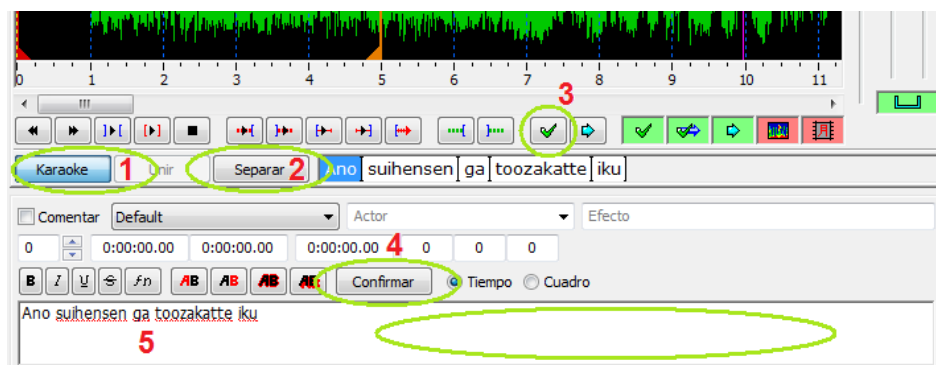 0 1 2 3 4 5 6 7 8 9 10 11
3
Karaoke 1 Unir Separar 2 Ano suihensen ga toozakatte iku
Comentar Default Actor Efecto
0 0:00:00.00 0:00:00.00 0:00:00.00 4 0 0 0
B I U S fn AB AB AB AB Confirmar Tiempo Cuadro
Ano suihensen ga toozakatte iku
5